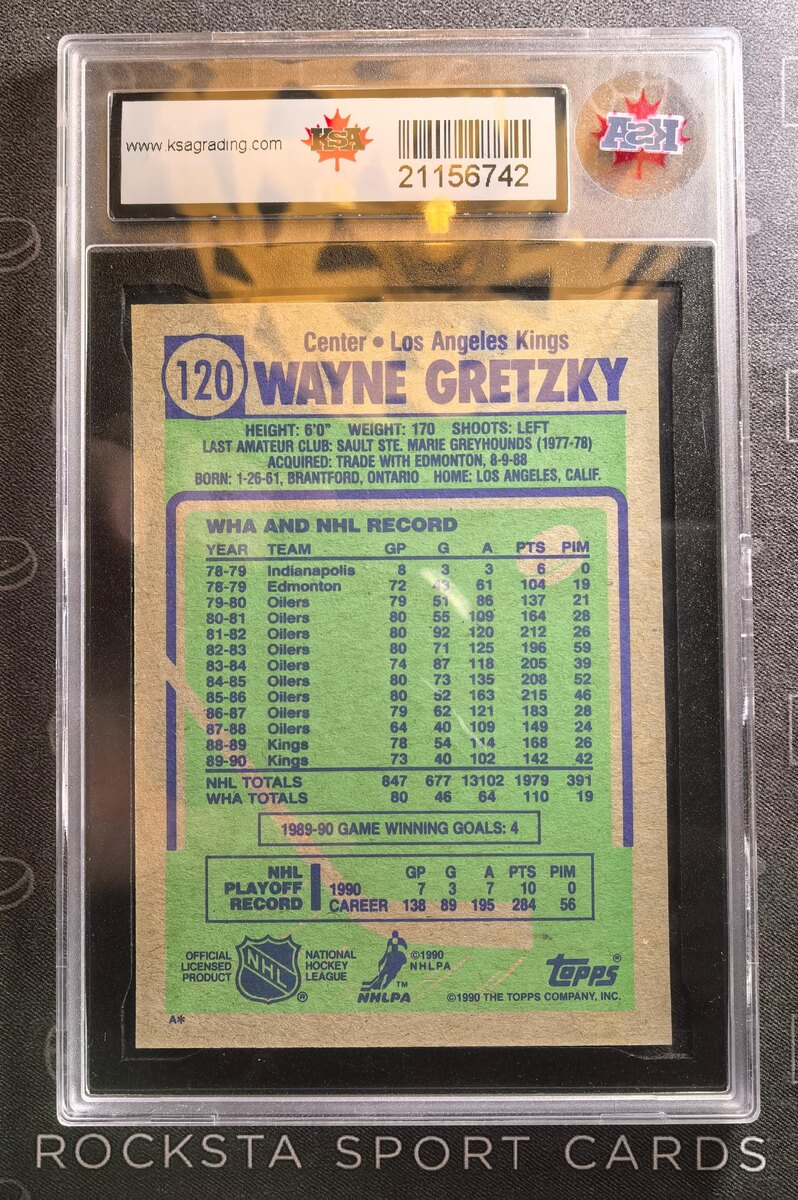 www.ksagrading.com KSA
21156742
KSA
Center • Los Angeles Kings
120 WAYNE GRETZKY
HEIGHT: 6'0" WEIGHT: 170 SHOOTS: LEFT
LAST AMATEUR CLUB: SAULT STE. MARIE GREYHOUNDS (1977-78)
ACQUIRED: TRADE WITH EDMONTON, 8-9-88
BORN: 1-26-61, BRANTFORD, ONTARIO HOME: LOS ANGELES, CALIF.
WHA AND NHL RECORD
YEAR TEAM GP G A PTS PIM
78-79 Indianapolis 8 3 3 6 0
78-79 Edmonton 72 43 61 104 19
79-80 Oilers 79 51 86 137 21
80-81 Oilers 80 55 109 164 28
81-82 Oilers 80 92 120 212 26
82-83 Oilers 80 71 125 196 59
83-84 Oilers 74 87 118 205 39
84-85 Oilers 80 73 135 208 52
85-86 Oilers 80 52 163 215 46
86-87 Oilers 79 62 121 183 28
87-88 Oilers 64 40 109 149 24
88-89 Kings 78 54 114 168 26
89-90 Kings 73 40 102 142 42
NHL TOTALS 847 677 13102 1979 391
WHA TOTALS 80 46 64 110 19
1989-90 GAME WINNING GOALS: 4
NHL PLAYOFF RECORD
GP G A PTS PIM
1990 7 3 7 10 0
CAREER 138 89 195 284 56
OFFICIAL LICENSED PRODUCT
NHL ®
NATIONAL HOCKEY LEAGUE
NHLPA ™
©1990 NHLPA
topps®
©1990 THE TOPPS COMPANY, INC.
A*
ROCKSTA SPORT CARDS